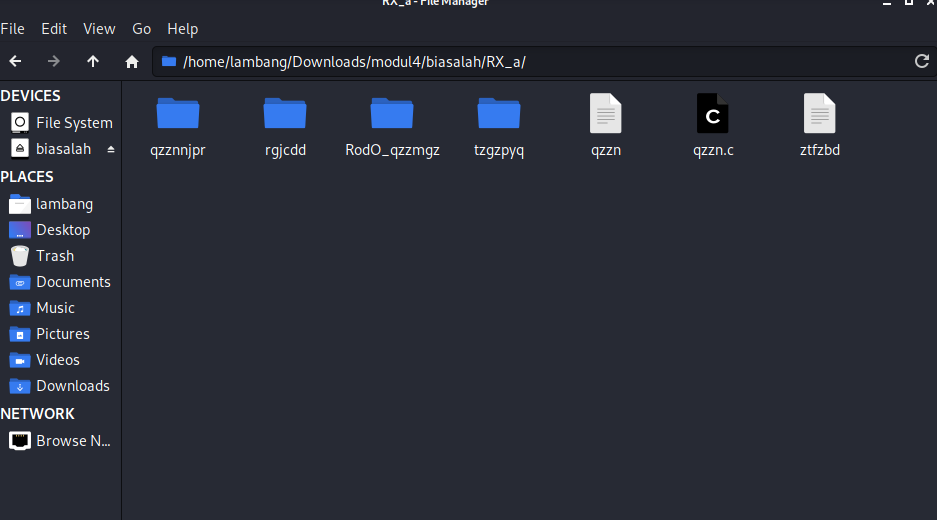 RX_a - File Manager
File Edit View Go Help
/home/lambang/Downloads/modul4/biasalah/RX_a/
DEVICES
File System
biasalah
PLACES
lambang
Desktop
Trash
Documents
Music
Pictures
Videos
Downloads
NETWORK
Browse N...
qzznnjpr rgjcdd RodO_qzzmgz tzgzpyq qzzn qzzn.c ztfzbd
C